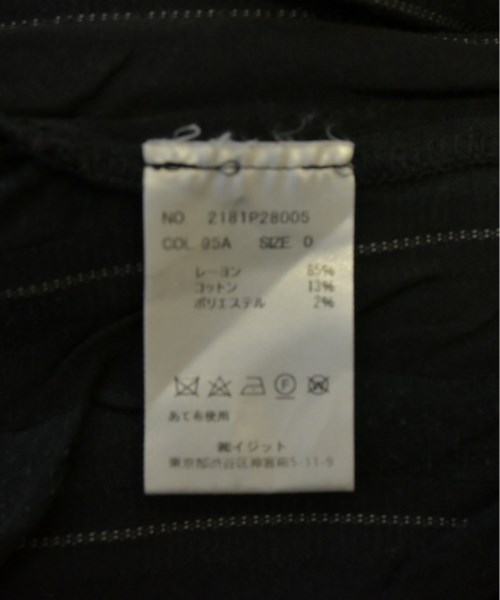 NO 2181P28005
COL 95A SIZE 0
レーヨン 85%
コットン 13%
ポリエステル 2%
F
あて布使用
㈱イジット
東京都渋谷区神宮前5-11-9